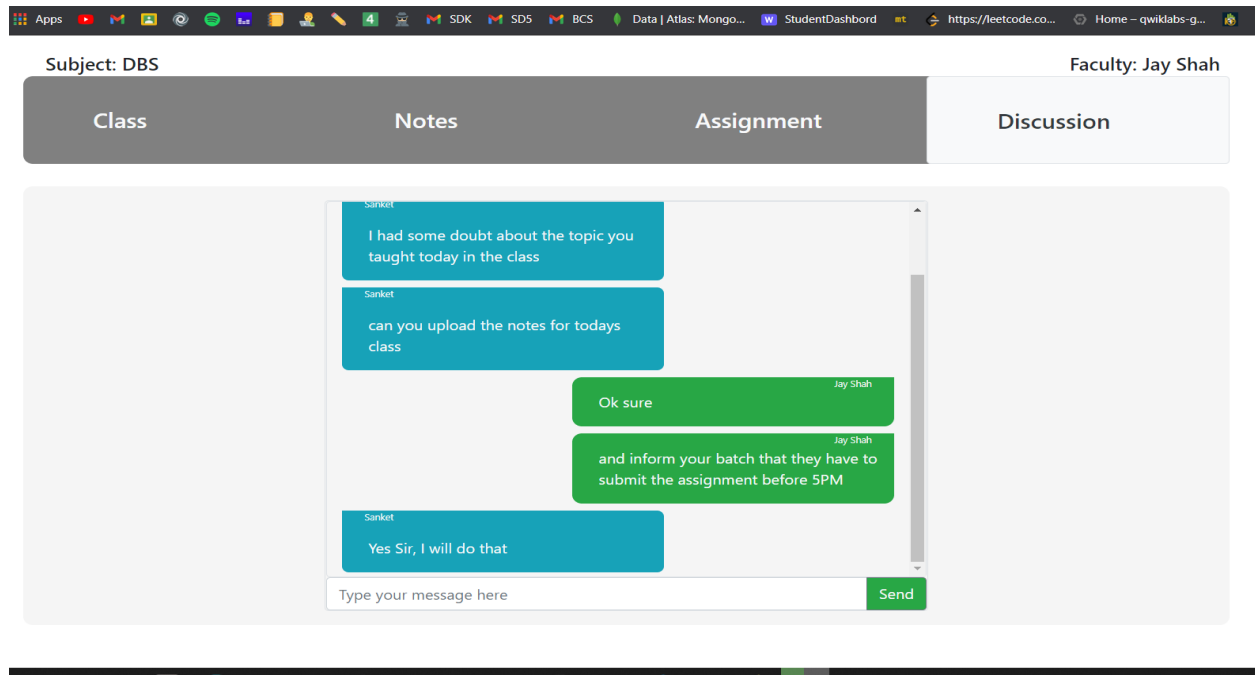 Apps SDK SD5 BCS Data | Atlas: Mongo... W StudentDashbord mt https://leetcode.co... Home – qwiklabs-g...
Subject: DBS Faculty: Jay Shah
Class Notes Assignment Discussion
Sanket
I had some doubt about the topic you
taught today in the class
Sanket
can you upload the notes for todays
class
Jay Shah
Ok sure
Jay Shah
and inform your batch that they have to
submit the assignment before 5PM
Sanket
Yes Sir, I will do that
Type your message here Send